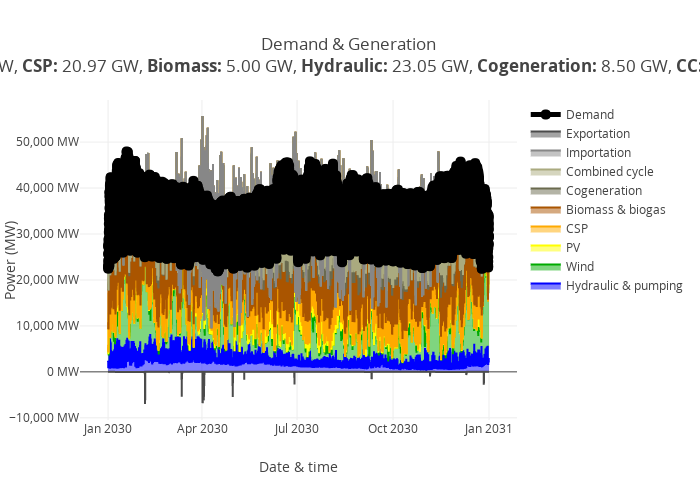 Demand & Generation
W, CSP: 20.97 GW, Biomass: 5.00 GW, Hydraulic: 23.05 GW, Cogeneration: 8.50 GW, CC:
50,000 MW
40,000 MW
30,000 MW
20,000 MW
10,000 MW
0 MW
−10,000 MW
Power (MW)
Jan 2030
Apr 2030
Jul 2030
Oct 2030
Jan 2031
Date & time
Demand
Exportation
Importation
Combined cycle
Cogeneration
Biomass & biogas
CSP
PV
Wind
Hydraulic & pumping